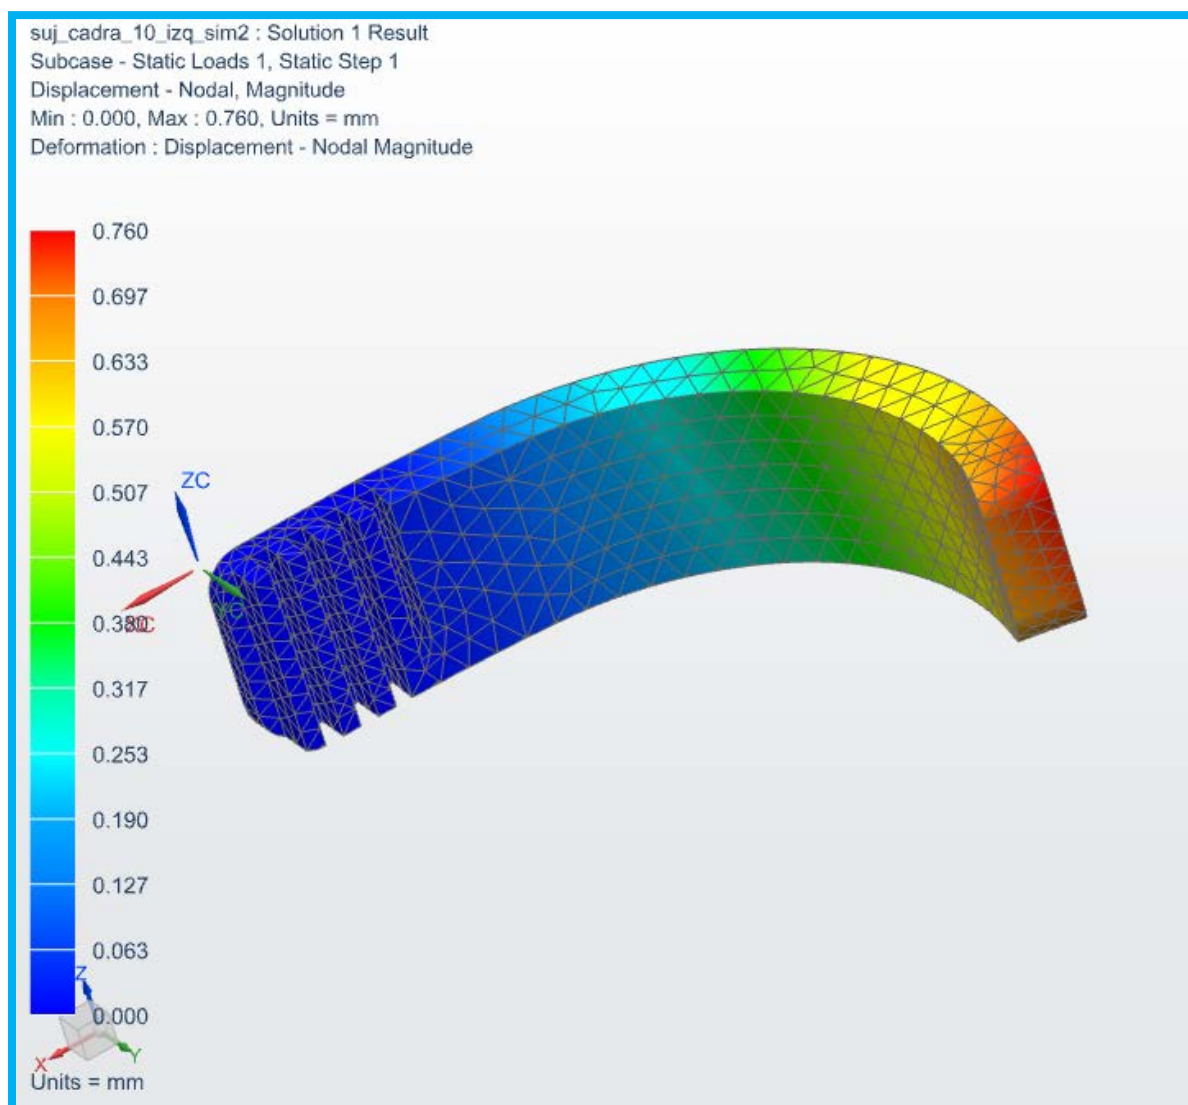 suj_cadra_10_izq_sim2 : Solution 1 Result
Subcase - Static Loads 1, Static Step 1
Displacement - Nodal, Magnitude
Min : 0.000, Max : 0.760, Units = mm
Deformation : Displacement - Nodal Magnitude
0.760
0.697
0.633
0.570
0.507
ZC
0.443
0.380
0.317
0.253
0.190
0.127
0.063
Z
0.000
X
Y
Units = mm